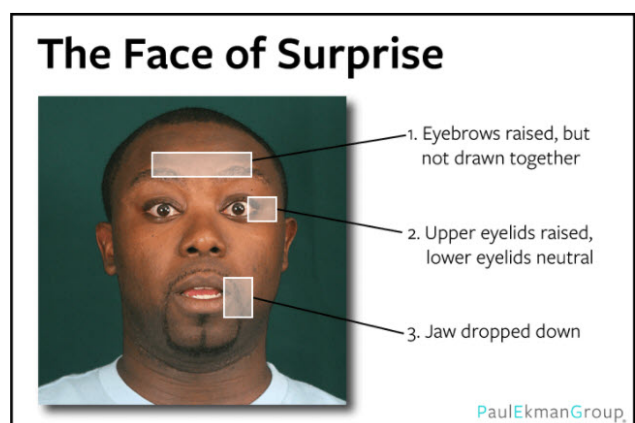 The Face of Surprise
1. Eyebrows raised, but
not drawn together
2. Upper eyelids raised,
lower eyelids neutral
3. Jaw dropped down
PaulEkmanGroup®